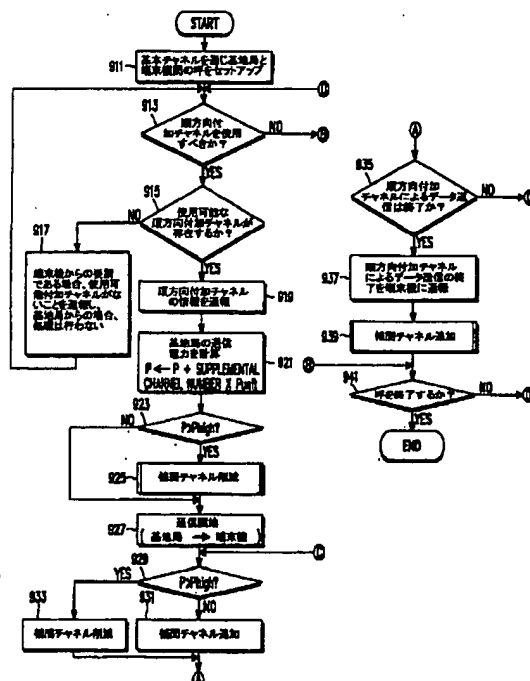 START
911
基本チャネルを通じ基地局と
端末機間の呼をセットアップ
D
913
順方向付
加チャネルを使用
すべきか?
NO
B
YES
915
使用可能な
順方向付加チャネルが
存在するか?
NO
YES
917
端末機からの要請
である場合、使用可
能付加チャネルがな
いことを通報、
基地局からの場合、
処理は行わない
919
順方向付加チャネル
の情報を通報
921
基地局の送信
電力を計算
P ← P + SUPPLEMENTAL
CHANNEL NUMBER X
923
P>Phigh?
NO
YES
925
チャネル削減
927
通信開始
基地局 → 端末機
C
929
P>Phigh?
YES
NO
933
チャネル削減
931
チャネル追加
A
A
935
順方向付加
チャネルによるデータ送
信は終了か?
NO
YES
937
順方向付加チャネル
によるデータ送信の終
了を端末機に通報
939
チャネル追加
B
941
呼を終了するか?
NO
D
YES
END